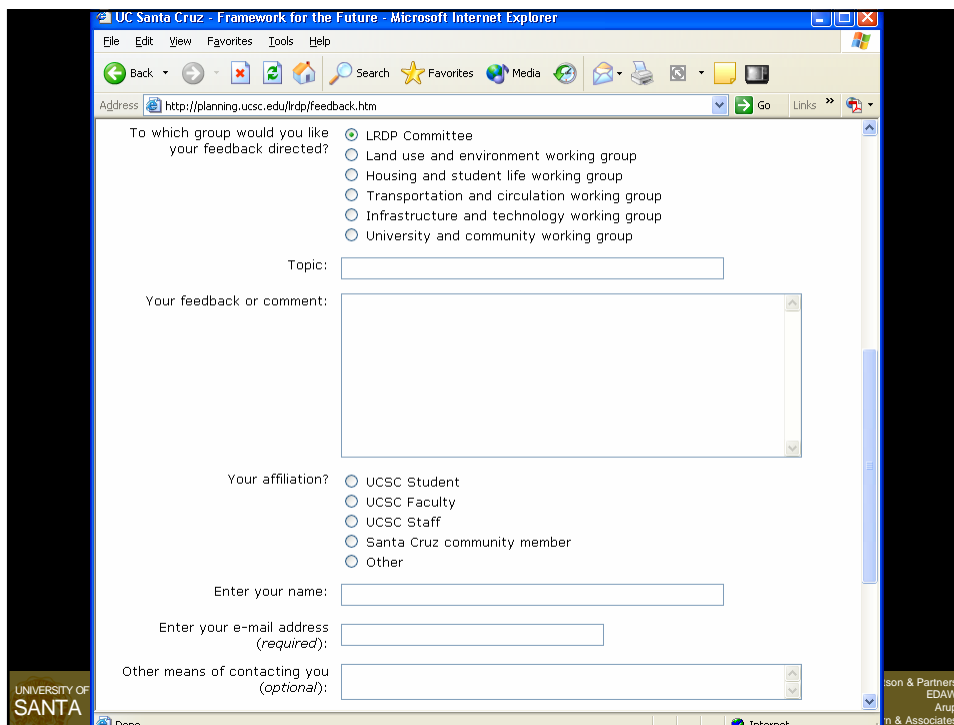 UC Santa Cruz - Framework for the Future - Microsoft Internet Explorer
File Edit View Favorites Tools Help
Back Search Favorites Media
Address http://planning.ucsc.edu/lrdp/feedback.htm Go Links »
To which group would you like
your feedback directed?
LRDP Committee
Land use and environment working group
Housing and student life working group
Transportation and circulation working group
Infrastructure and technology working group
University and community working group
Topic:
Your feedback or comment:
Your affiliation?
UCSC Student
UCSC Faculty
UCSC Staff
Santa Cruz community member
Other
Enter your name:
Enter your e-mail address
(required):
Other means of contacting you
(optional):
Done Internet
UNIVERSITY OF
SANTA
son & Partners
EDAW
Arup
n & Associates